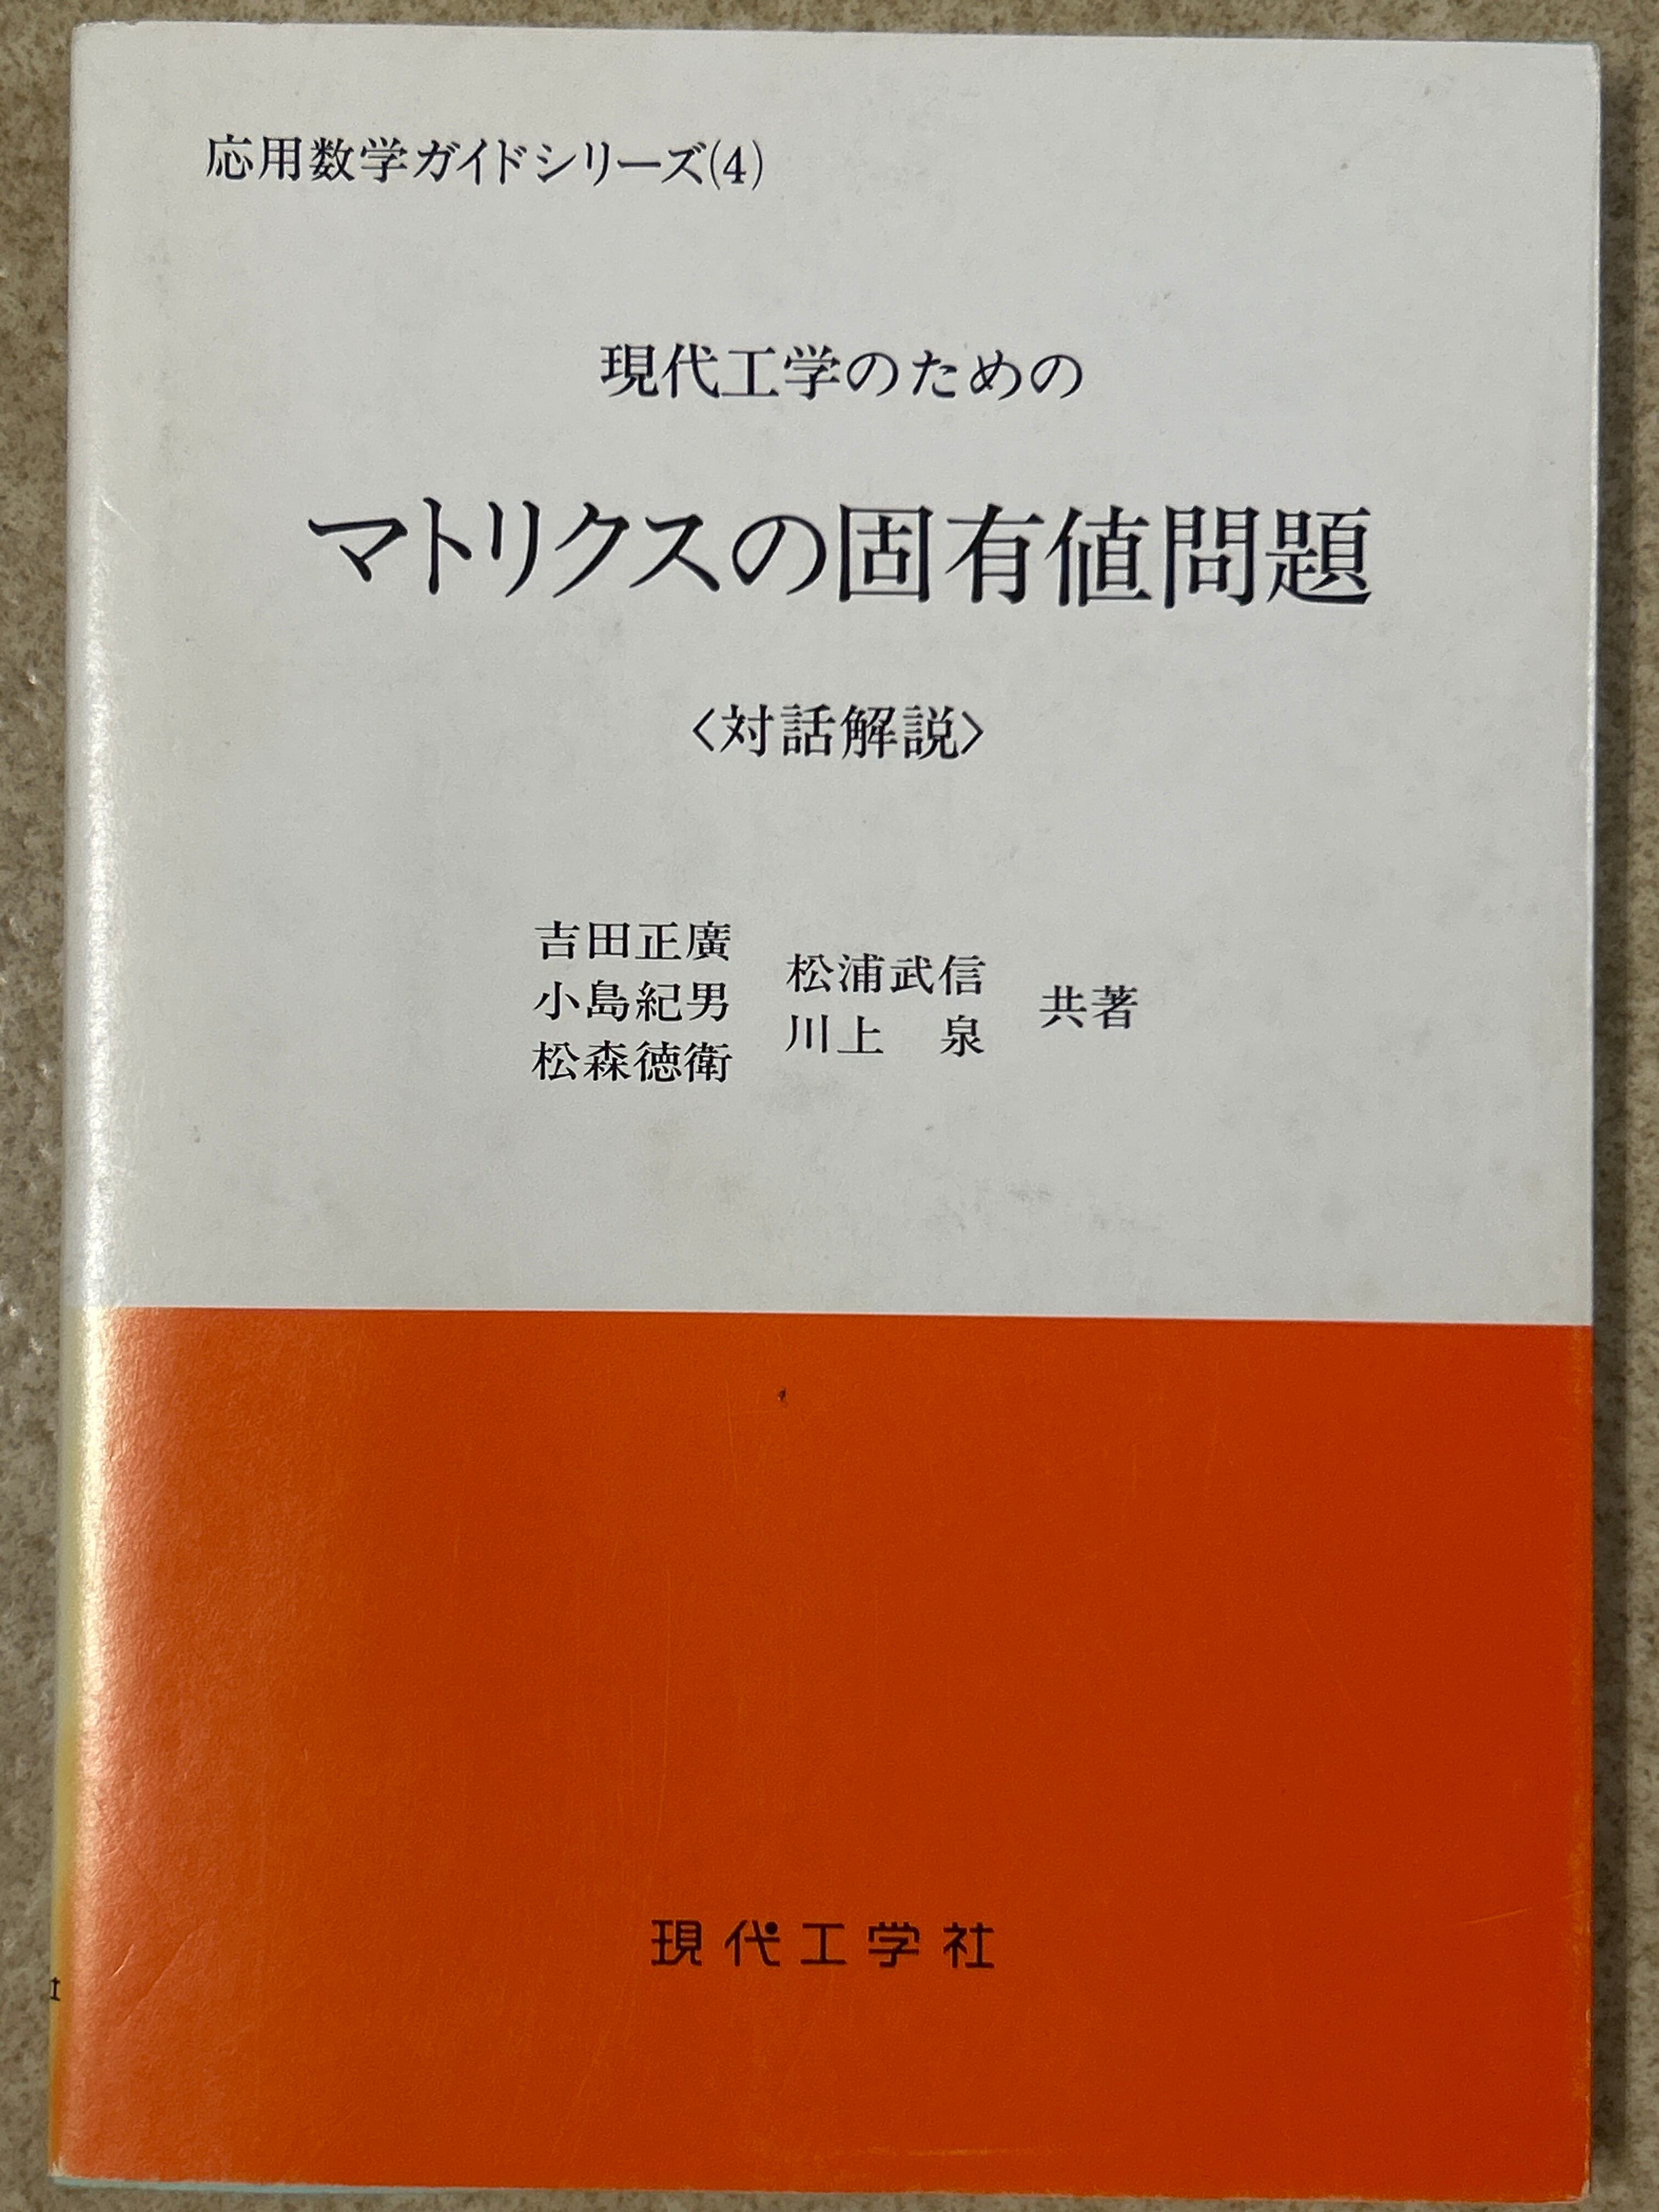 応用数学ガイドシリーズ(4)
現代工学のための
マトリクスの固有値問題
〈対話解説〉
吉田正廣
小島紀男
松森徳衛
松浦武信
川上 泉
共著
現代工学社
社